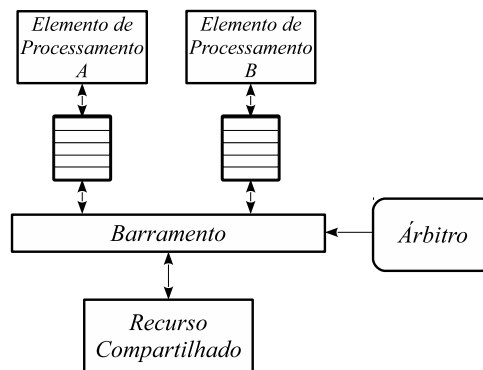 Elemento de
Processamento
A
Elemento de
Processamento
B
Barramento
Árbitro
Recurso
Compartilhado